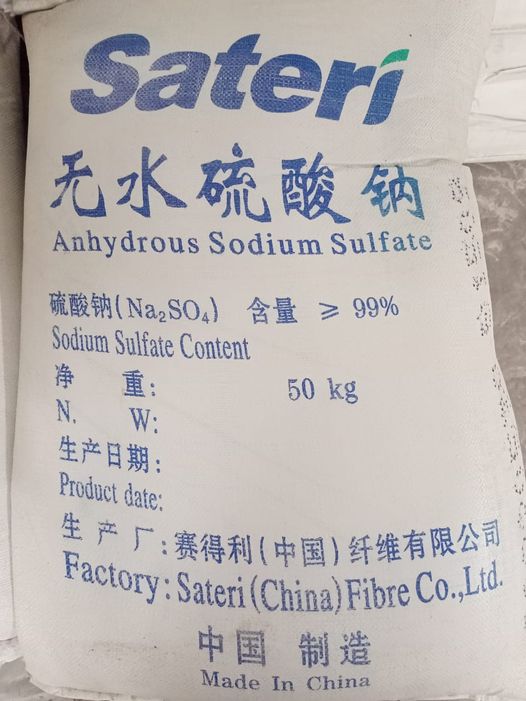 Sateri
无水硫酸钠
Anhydrous Sodium Sulfate
硫酸钠(Na₂SO₄) 含量 ≥ 99%
Sodium Sulfate Content
净 重: 50 kg
N. W:
生产日期:
Product date:
生 产 厂:赛得利(中国)纤维有限公司
Factory:Sateri(China)Fibre Co.,Ltd.
中国 制造
Made In China